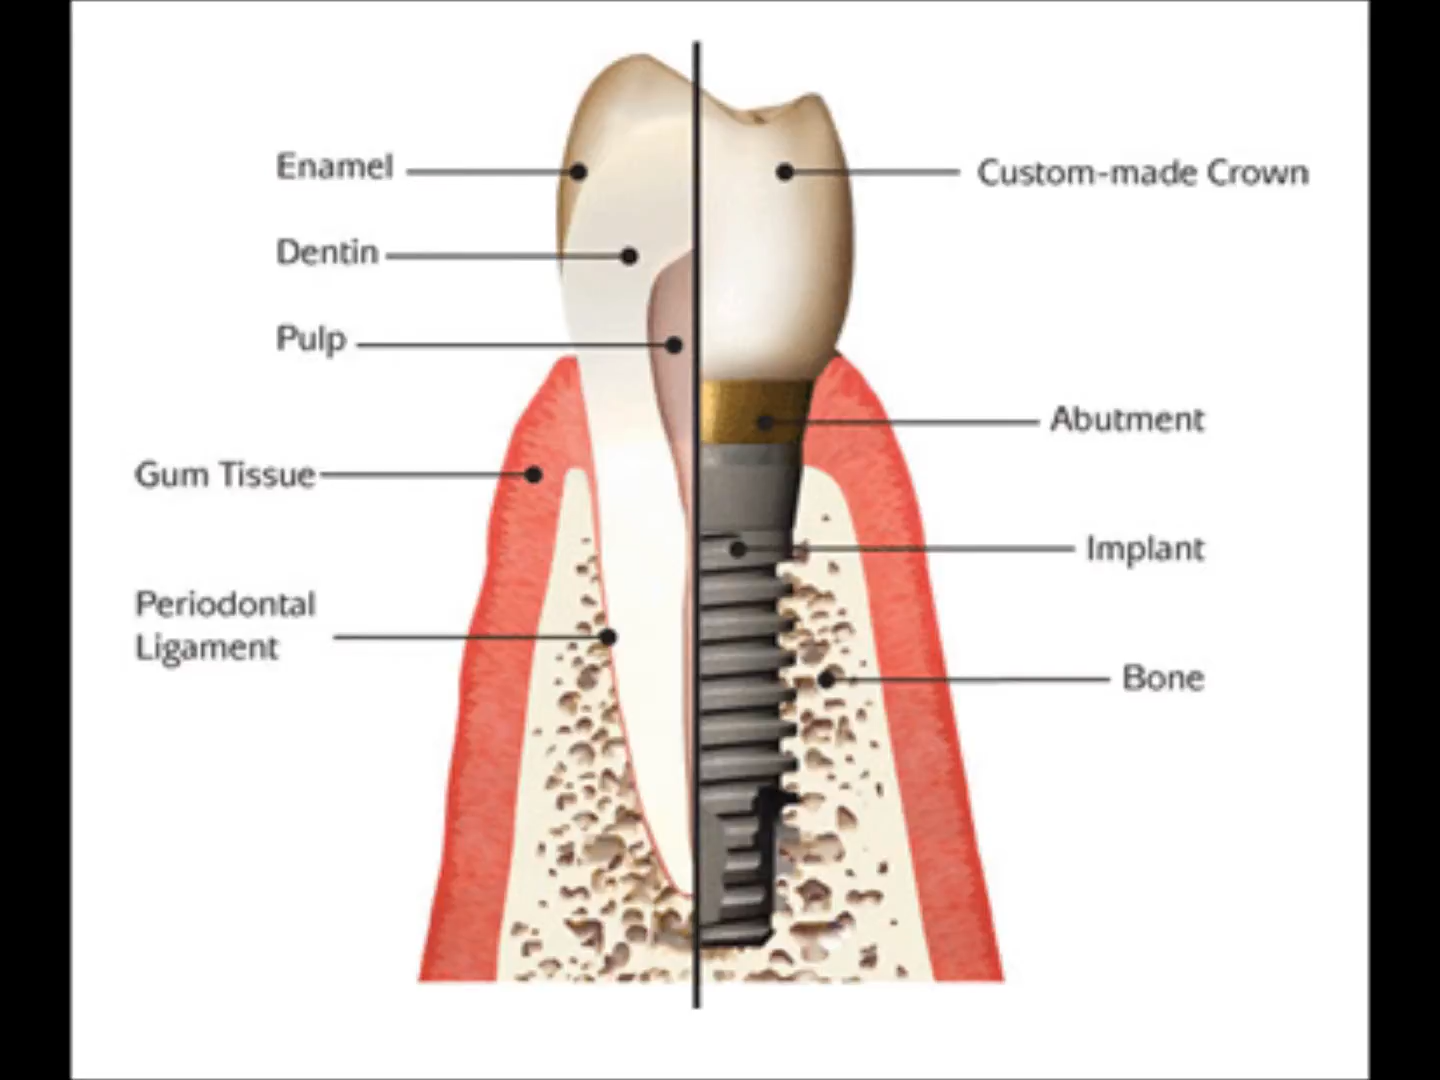 Enamel
Dentin
Pulp
Gum Tissue
Periodontal
Ligament
Custom-made Crown
Abutment
Implant
Bone